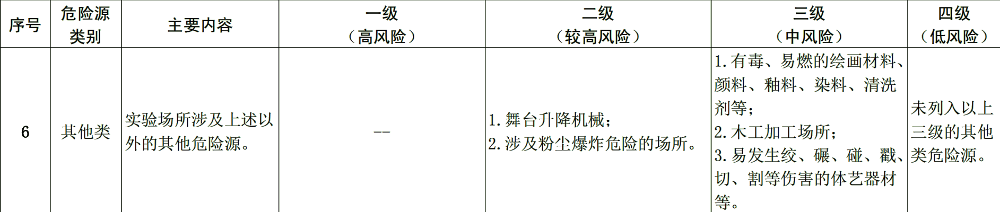 序号
危险源
类别
主要内容
一级
（高风险）
二级
（较高风险）
三级
（中风险）
四级
（低风险）
6
其他类
实验场所涉及上述以
外的其他危险源。
--
1.舞台升降机械；
2.涉及粉尘爆炸危险的场所。
1.有毒、易燃的绘画材料、
颜料、釉料、染料、清洗
剂等；
2.木工加工场所；
3.易发生绞、碾、碰、戳、
切、割等伤害的体艺器材
等。
未列入以上
三级的其他
类危险源。